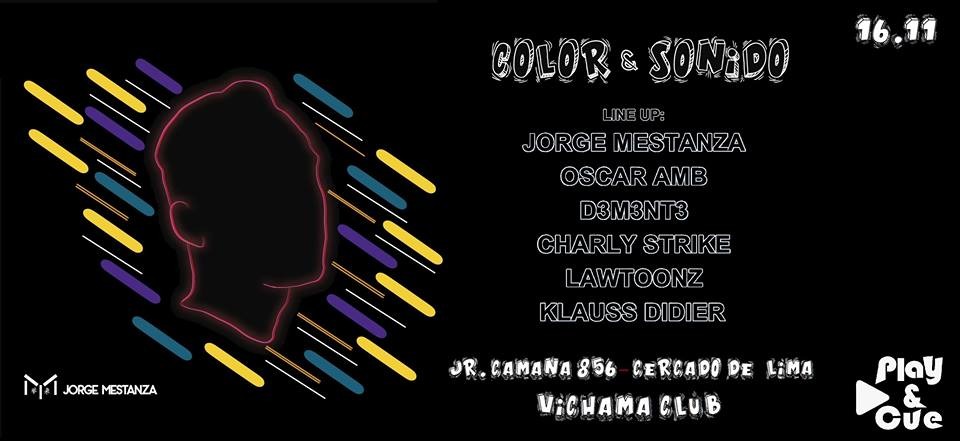 16.11
COLOR & SONiDO
LINE UP:
JORGE MESTANZA
OSCAR AMB
D3M3NT3
CHARLY STRIKE
LAWTOONZ
KLAUSS DIDIER
JR. CAMANA 856-CERCADO DE LiMA
ViCHAMA CLUB
JORGE MESTANZA
Play
&
Cue